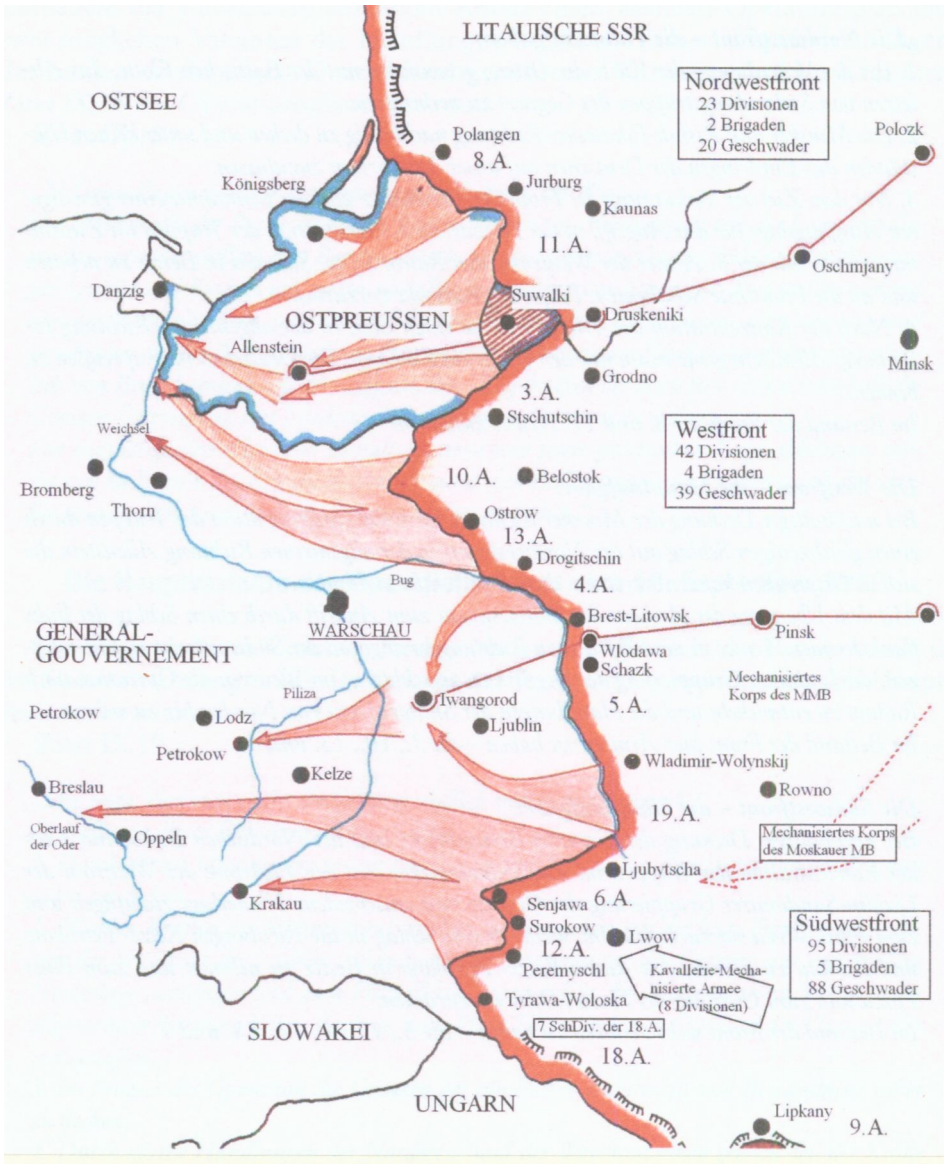 LITAUISCHE SSR
OSTSEE
Nordwestfront
23 Divisionen
2 Brigaden
20 Geschwader
Polozk
Polangen
8.A.
Königsberg
Jurburg
Kaunas
11.A.
Oschmjany
Danzig
Suwalki
OSTPREUSSEN
Druskeniki
Allenstein
Minsk
Grodno
3.A.
Stschutschin
Weichsel
Westfront
42 Divisionen
4 Brigaden
39 Geschwader
10.A.
Belostok
Bromberg
Thorn
Ostrow
13.A.
Drogitschin
Bug
4.A.
Brest-Litowsk
Pinsk
WARSCHAU
GENERAL-
GOUVERNEMENT
Wlodawa
Schazk
Mechanisiertes
Korps des MMB
Piliza
Iwangorod
5.A.
Petrokow
Lodz
Ljublin
Petrokow
Wladimir-Wolynskij
Kelze
Rowno
Breslau
19.A.
Oberlauf
der Oder
Oppeln
Mechanisiertes Korps
des Moskauer MB
Ljubytscha
6.A.
Krakau
Senjawa
Surokow
Südwestfront
95 Divisionen
5 Brigaden
88 Geschwader
12.A.
Lwow
Peremyschl
Kavallerie-Mecha-
nisierte Armee
(8 Divisionen)
Tyrawa-Woloska
7 SchDiv. der 18.A.
SLOWAKEI
18.A.
UNGARN
Lipkany
9.A.